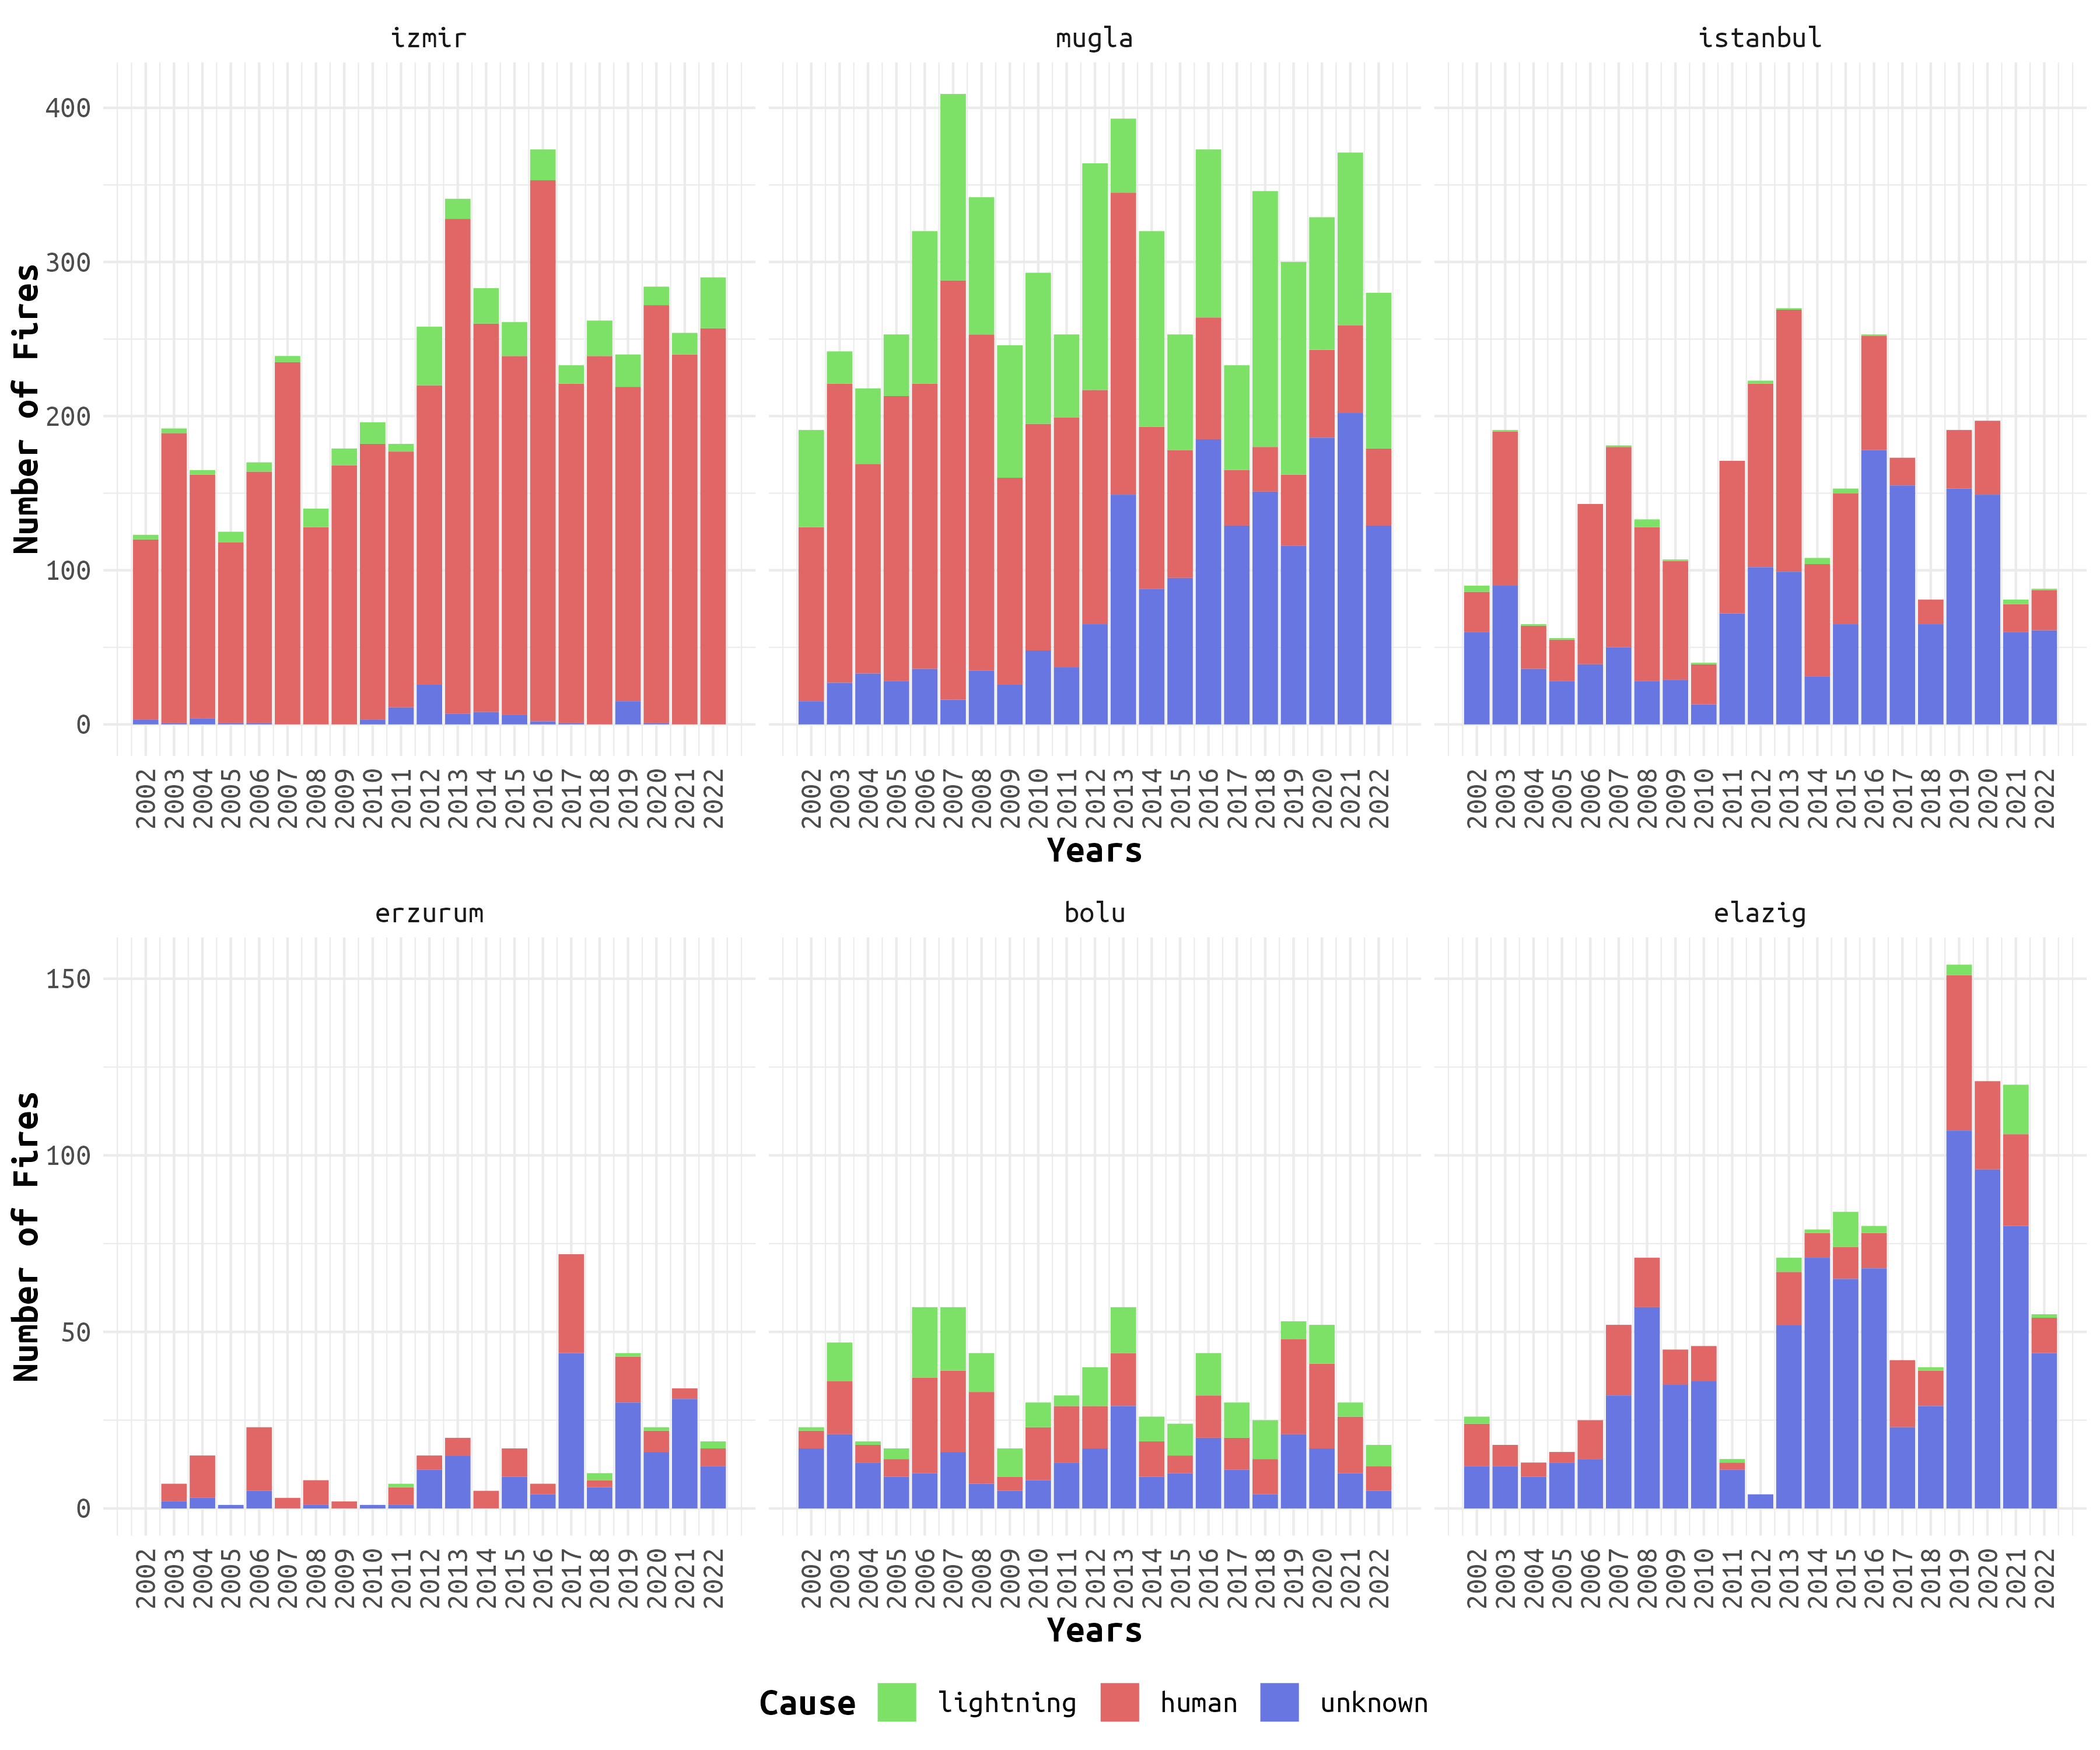 izmir mugla istanbul
Number of Fires
400
300
200
100
0
2002 2003 2004 2005 2006 2007 2008 2009 2010 2011 2012 2013 2014 2015 2016 2017 2018 2019 2020 2021 2022
2002 2003 2004 2005 2006 2007 2008 2009 2010 2011 2012 2013 2014 2015 2016 2017 2018 2019 2020 2021 2022
2002 2003 2004 2005 2006 2007 2008 2009 2010 2011 2012 2013 2014 2015 2016 2017 2018 2019 2020 2021 2022
Years
erzurum bolu elazig
Number of Fires
150
100
50
0
2002 2003 2004 2005 2006 2007 2008 2009 2010 2011 2012 2013 2014 2015 2016 2017 2018 2019 2020 2021 2022
2002 2003 2004 2005 2006 2007 2008 2009 2010 2011 2012 2013 2014 2015 2016 2017 2018 2019 2020 2021 2022
2002 2003 2004 2005 2006 2007 2008 2009 2010 2011 2012 2013 2014 2015 2016 2017 2018 2019 2020 2021 2022
Years
Cause lightning human unknown